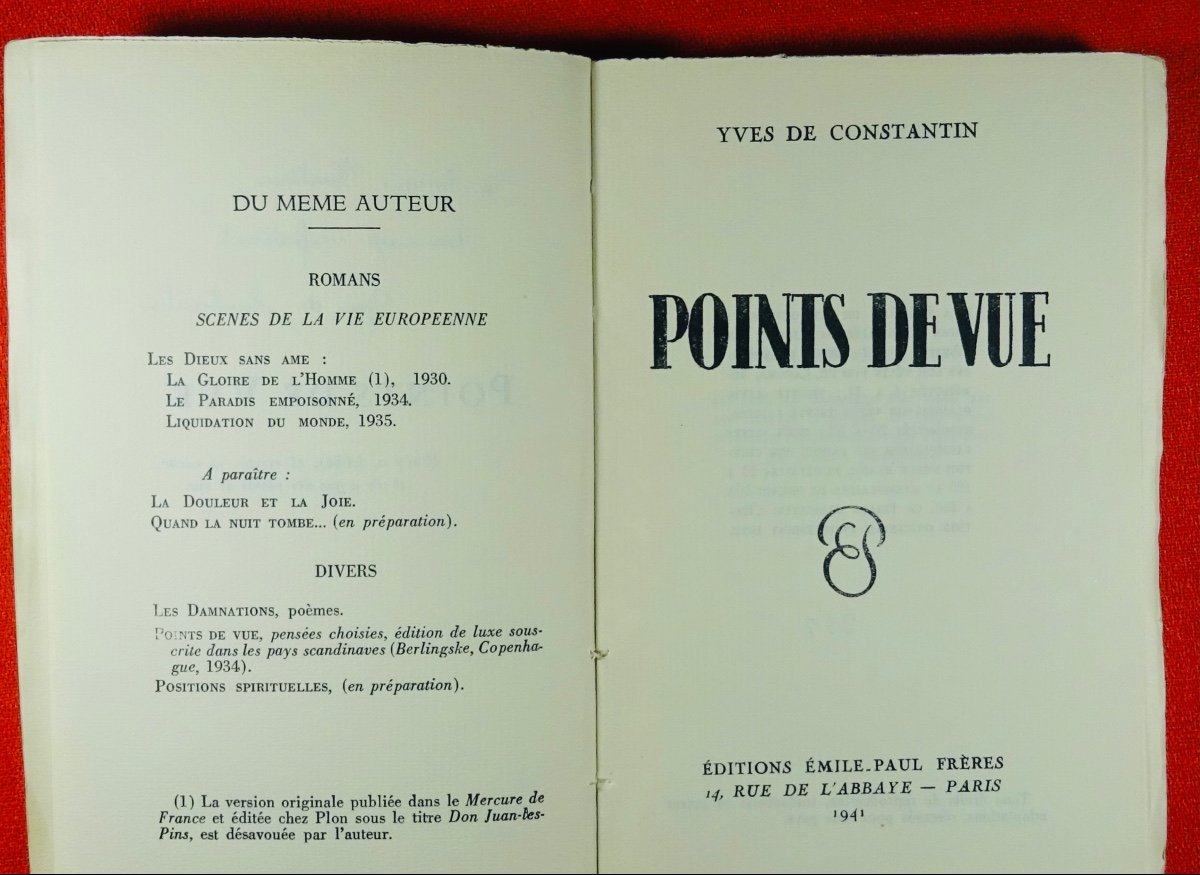 DU MEME AUTEUR
ROMANS
SCENES DE LA VIE EUROPEENNE
LES DIEUX SANS AME :
LA GLOIRE DE L'HOMME (1), 1930.
LE PARADIS EMPOISONNÉ, 1934.
LIQUIDATION DU MONDE, 1935.
A paraître :
LA DOULEUR ET LA JOIE.
QUAND LA NUIT TOMBE... (en préparation).
DIVERS
LES DAMNATIONS, poèmes.
POINTS DE VUE, pensées choisies, édition de luxe sous-
crite dans les pays scandinaves (Berlingske, Copenha-
gue, 1934).
POSITIONS SPIRITUELLES, (en préparation).
(1) La version originale publiée dans le Mercure de
France et éditée chez Plon sous le titre Don Juan-les-
Pins, est désavouée par l'auteur.
YVES DE CONSTANTIN
POINTS DE VUE
ÉDITIONS ÉMILE-PAUL FRÈRES
14, RUE DE L'ABBAYE — PARIS
1941